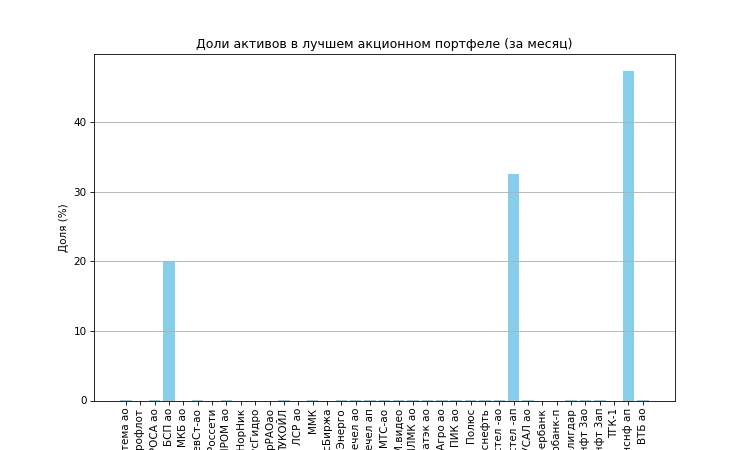 Доли активов в лучшем акционном портфеле (за месяц)
Доля (%)
40
30
20
10
0
тема ао
рофлот
РОСА ао
БСП ао
МКБ ао
евСт-ао
Россети
ПРОМ ао
НорНик
усГидро
рРАОао
ЛУКОЙЛ
ЛСР ао
ММК
сБиржа
Энерго
ечел ао
ечел ап
МТС-ао
М.видео
ЛМК ао
атэк ао
Агро ао
ПИК ао
Полюс
снефть
стел -ао
стел -ап
УСАЛ ао
ербанк
рбанк-п
лигдар
нфт 3ао
нфт 3ап
ТГК-1
нснф ап
ВТБ ао